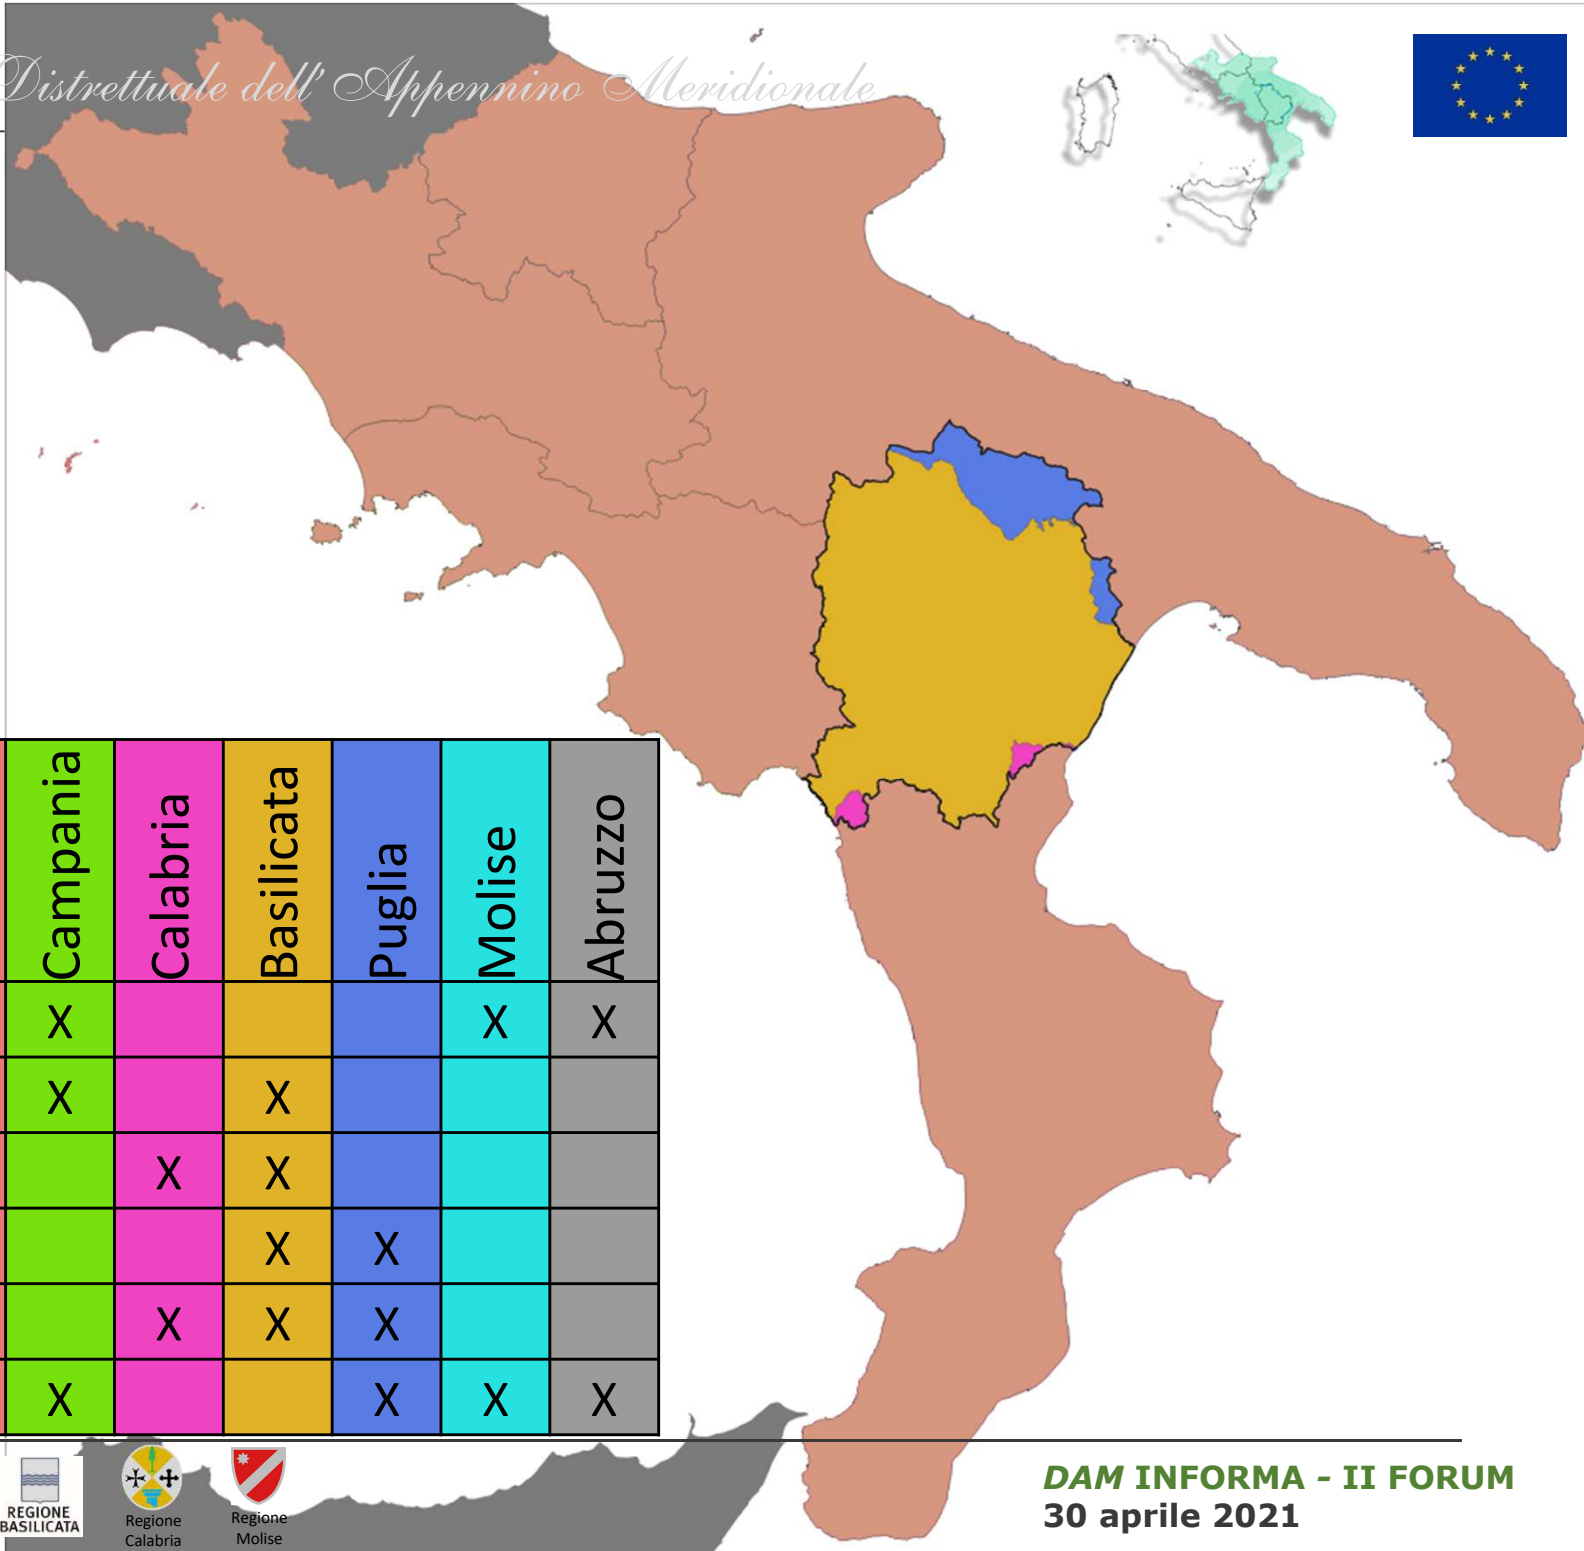 Distrettuale dell' Appennino Meridionale
Campania Calabria Basilicata Puglia Molise Abruzzo
X X X
X X
X X
X X
X X X
X X X X
REGIONE
BASILICATA
Regione
Calabria
Regione
Molise
DAM INFORMA - II FORUM
30 aprile 2021